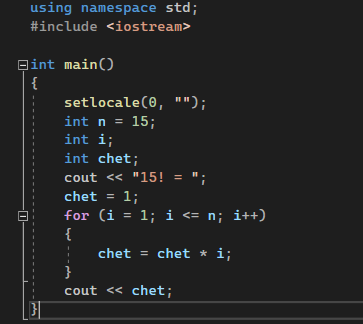 using namespace std;
#include <iostream>
int main()
{
setlocale(0, "");
int n = 15;
int i;
int chet;
cout << "15! = ";
chet = 1;
for (i = 1; i <= n; i++)
{
chet = chet * i;
}
cout << chet;
}